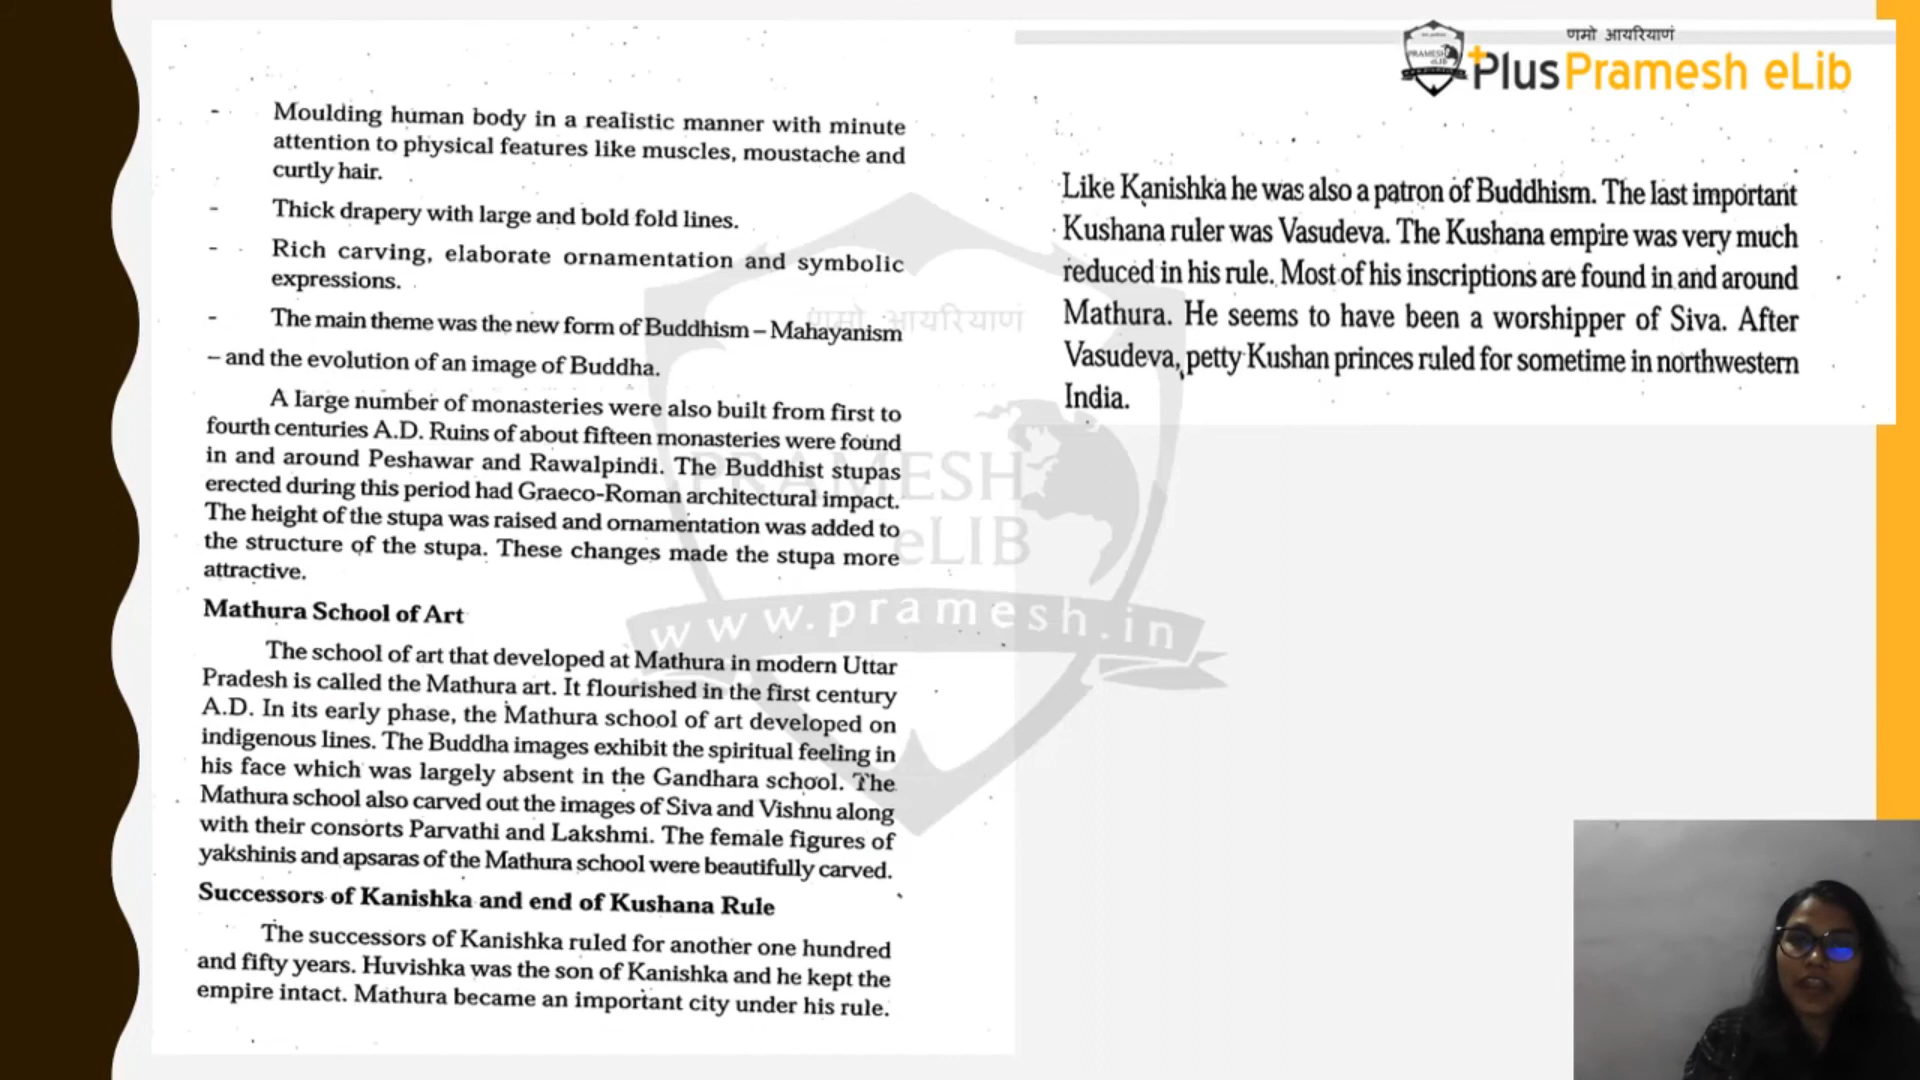 - Moulding human body in a realistic manner with minute
attention to physical features like muscles, moustache and
curtly hair.
- Thick drapery with large and bold fold lines.
- Rich carving, elaborate ornamentation and symbolic
expressions.
- The main theme was the new form of Buddhism – Mahayanism
– and the evolution of an image of Buddha.
A large number of monasteries were also built from first to
fourth centuries A.D. Ruins of about fifteen monasteries were found
in and around Peshawar and Rawalpindi. The Buddhist stupas
erected during this period had Graeco-Roman architectural impact.
The height of the stupa was raised and ornamentation was added to
the structure of the stupa. These changes made the stupa more
attractive.
Mathura School of Art
The school of art that developed at Mathura in modern Uttar
Pradesh is called the Mathura art. It flourished in the first century
A.D. In its early phase, the Mathura school of art developed on
indigenous lines. The Buddha images exhibit the spiritual feeling in
his face which was largely absent in the Gandhara school. The
Mathura school also carved out the images of Siva and Vishnu along
with their consorts Parvathi and Lakshmi. The female figures of
yakshinis and apsaras of the Mathura school were beautifully carved.
Successors of Kanishka and end of Kushana Rule
The successors of Kanishka ruled for another one hundred
and fifty years. Huvishka was the son of Kanishka and he kept the
empire intact. Mathura became an important city under his rule.
णमो आयरियाणं
PRAMESH
eLIB
+Plus Pramesh eLib
Like Kanishka he was also a patron of Buddhism. The last important
Kushana ruler was Vasudeva. The Kushana empire was very much
reduced in his rule. Most of his inscriptions are found in and around
Mathura. He seems to have been a worshipper of Siva. After
Vasudeva, petty Kushan princes ruled for sometime in northwestern
India.
णमो आयरियाणं
PRAMESH
eLIB
www.pramesh.in